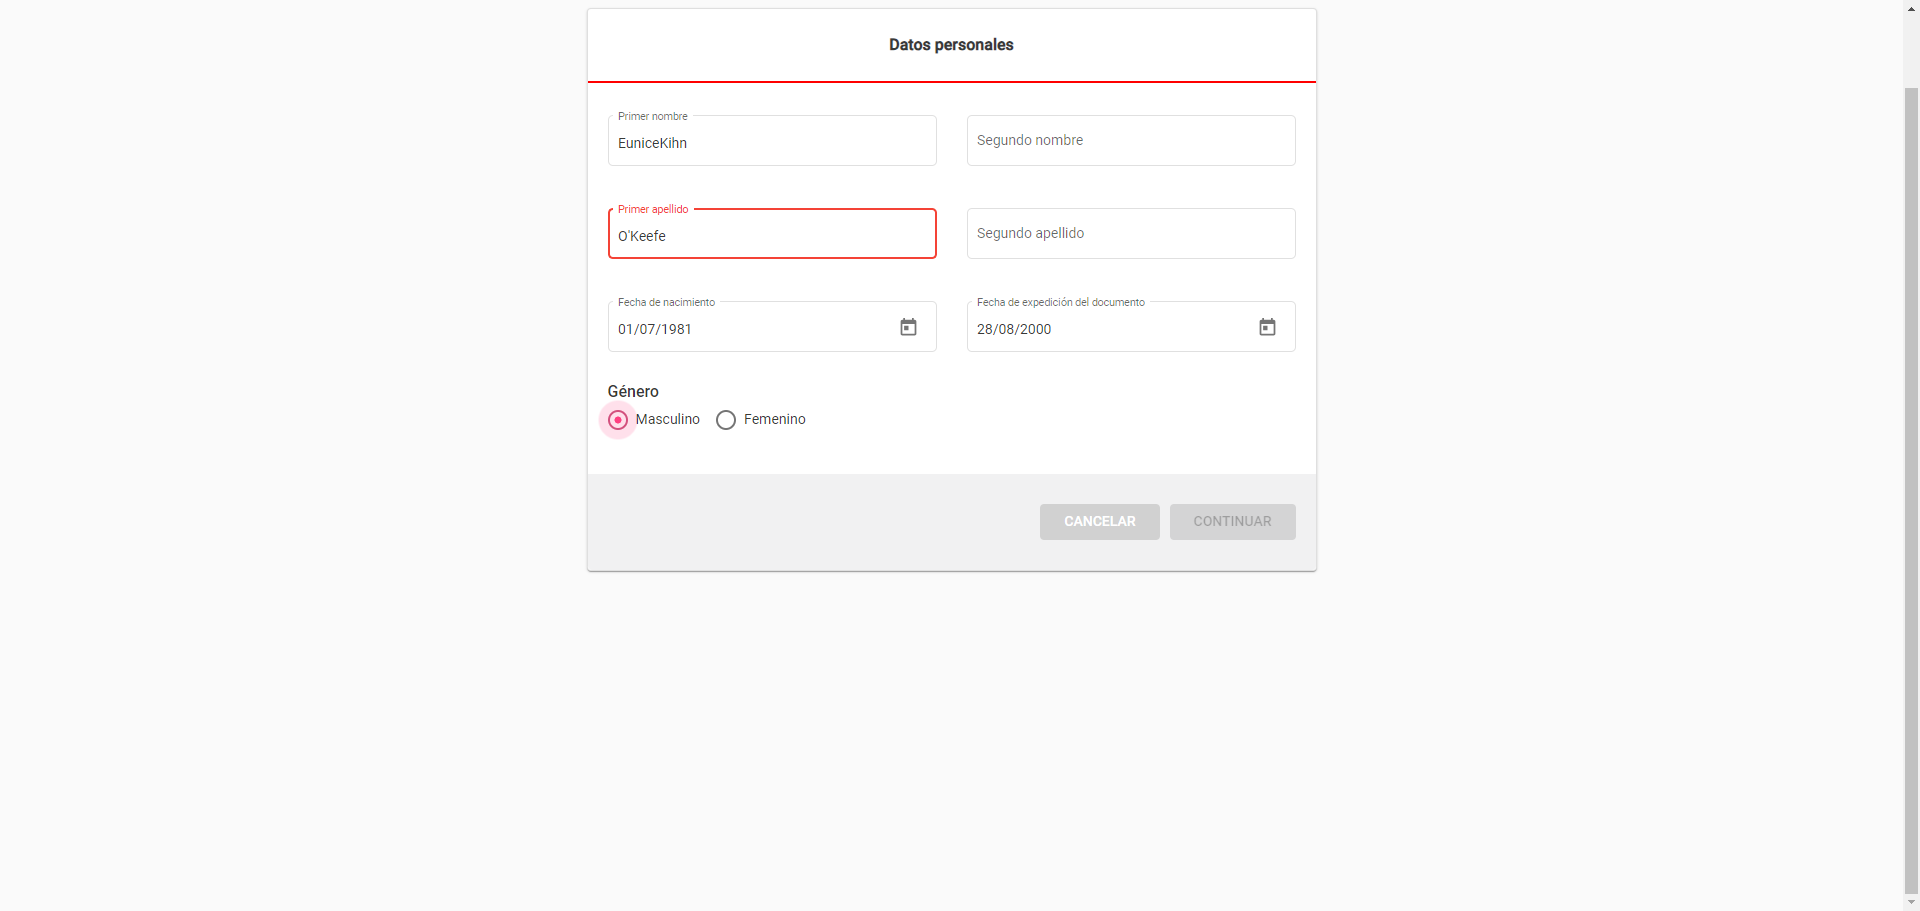 Datos personales
Primer nombre
EuniceKihn
Segundo nombre
Primer apellido
O'Keefe
Segundo apellido
Fecha de nacimiento
01/07/1981
Fecha de expedición del documento
28/08/2000
Género
Masculino
Femenino
CANCELAR
CONTINUAR